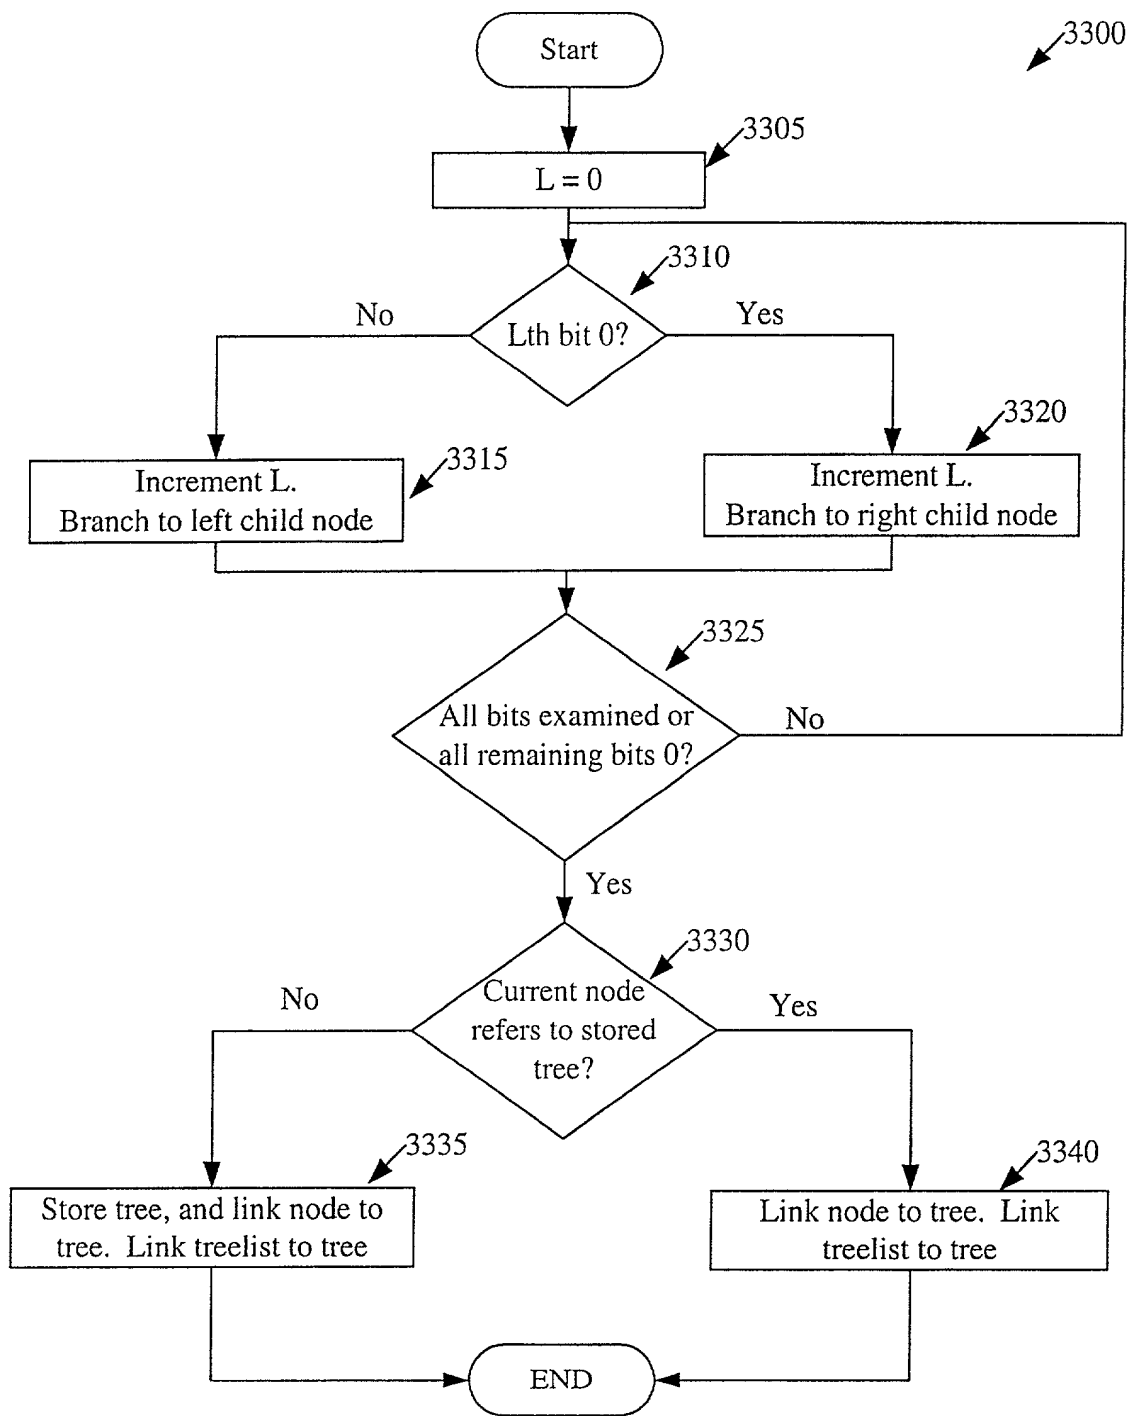 Start
3300
3305
L = 0
3310
No
Yes
Lth bit 0?
3320
3315
Increment L.
Branch to left child node
Increment L.
Branch to right child node
3325
All bits examined or
all remaining bits 0?
No
Yes
3330
No
Current node
refers to stored
tree?
Yes
3335
3340
Store tree, and link node to
tree. Link treelist to tree
Link node to tree. Link
treelist to tree
END